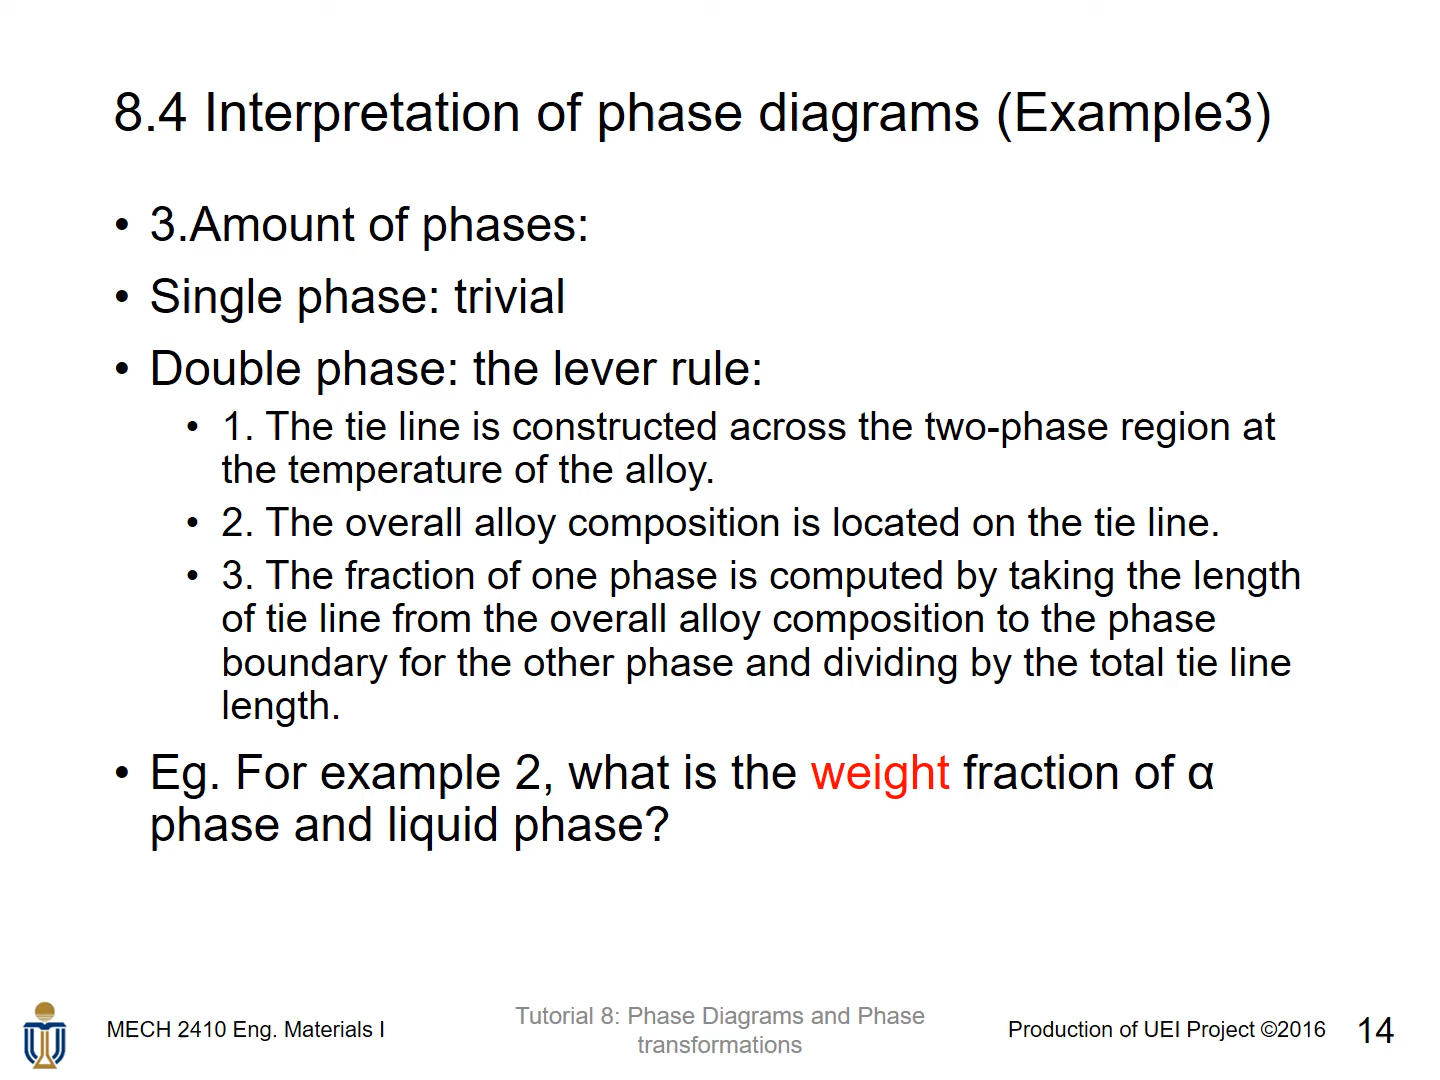 8.4 Interpretation of phase diagrams (Example3)
• 3.Amount of phases:
• Single phase: trivial
• Double phase: the lever rule:
• 1. The tie line is constructed across the two-phase region at
the temperature of the alloy.
• 2. The overall alloy composition is located on the tie line.
• 3. The fraction of one phase is computed by taking the length
of tie line from the overall alloy composition to the phase
boundary for the other phase and dividing by the total tie line
length.
• Eg. For example 2, what is the weight fraction of α
phase and liquid phase?
MECH 2410 Eng. Materials I
Tutorial 8: Phase Diagrams and Phase
transformations
Production of UEI Project ©2016
14